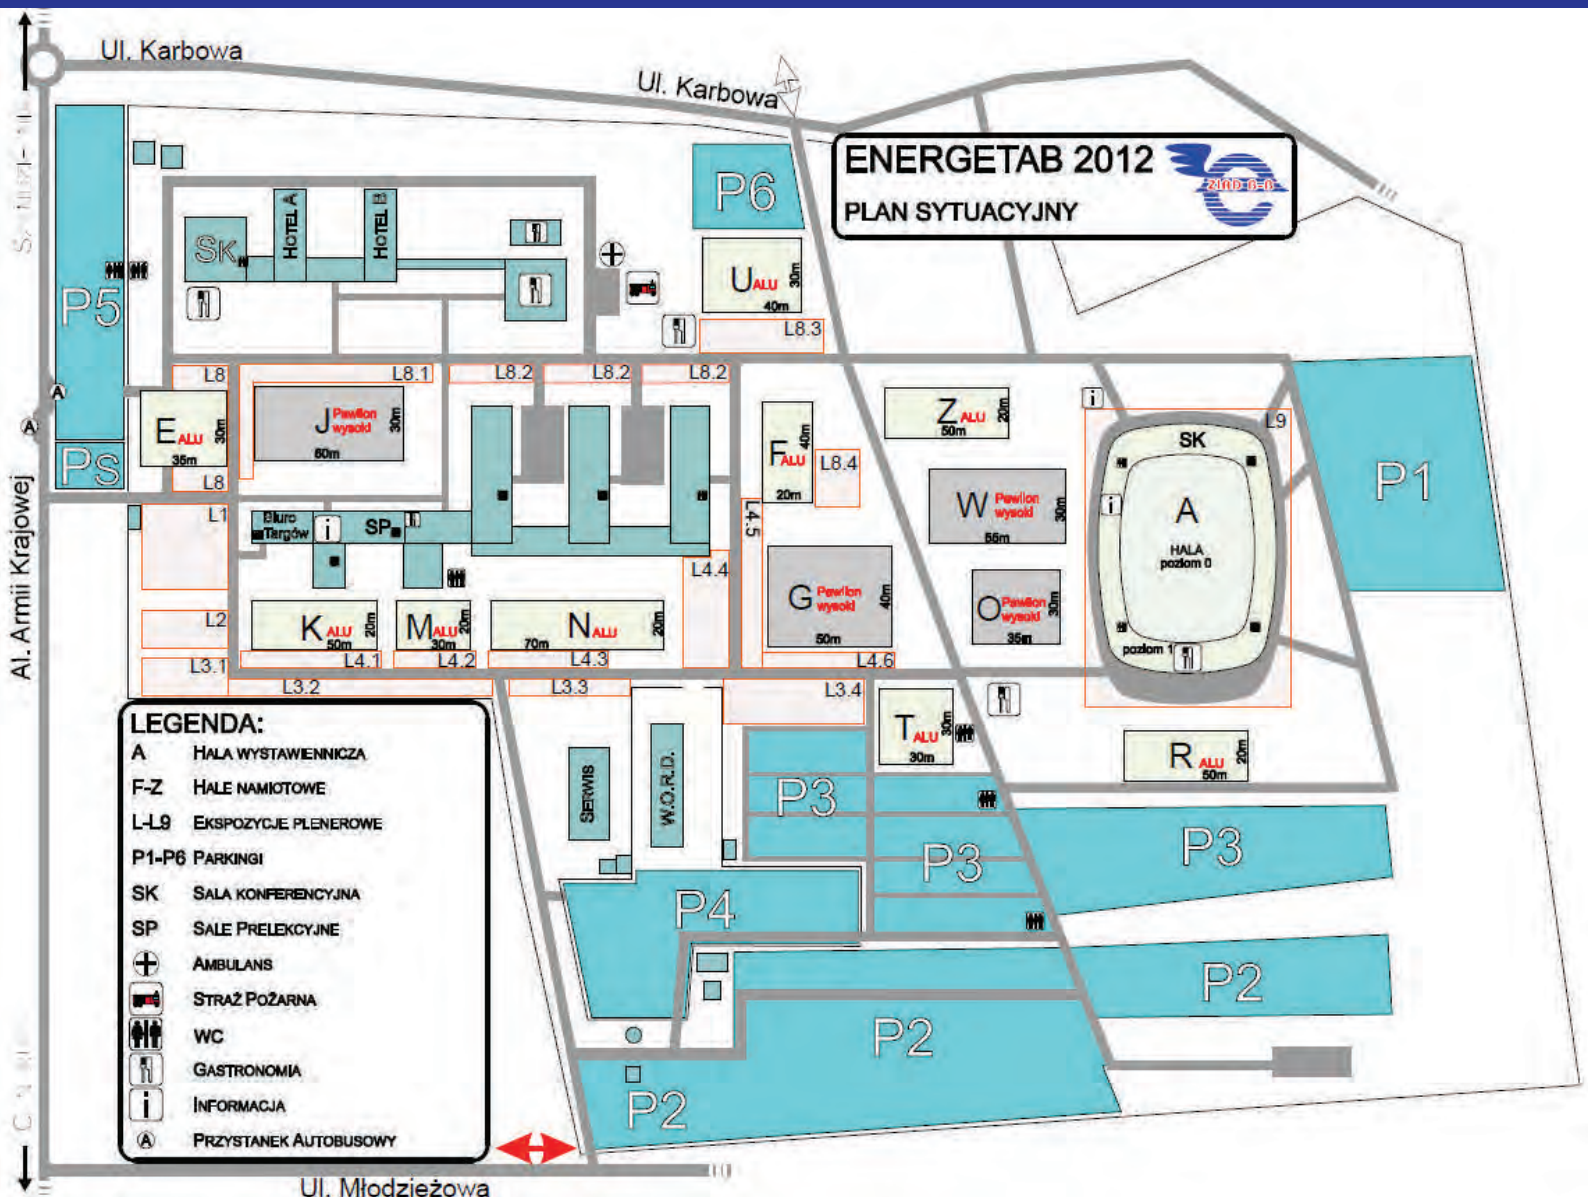 Ul. Karbowa
Ul. Karbowa
ENERGETAB 2012
ZIAD B-B
PLAN SYTUACYJNY
P6
HOTEL A
HOTEL B
SK
U ALU
30m
40m
P5
L8.3
L8
L8.1
L8.2
L8.2
L8.2
A
A
E ALU
30m
35m
J Pawilon
wysoki
30m
60m
F ALU
40m
20m
L8.4
Z ALU
20m
50m
L9
SK
P1
PS
L8
L1
Biuro
Targów
i
SP
L4.5
W Pawilon
wysoki
30m
55m
i
i
A
HALA
poziom 0
poziom 1
L4.4
G Pawilon
wysoki
40m
50m
O Pawilon
wysoki
30m
35m
L2
K ALU
20m
50m
M ALU
20m
30m
N ALU
20m
70m
L3.1
L4.1
L4.2
L4.3
L4.6
L3.2
L3.3
L3.4
Al. Armii Krajowej
T ALU
30m
30m
R ALU
20m
50m
SERWIS
W.O.R.D.
P3
P3
P3
P4
P2
P2
P2
LEGENDA:
A HALA WYSTAWIENNICZA
F-Z HALE NAMIOTOWE
L-L9 EKSPOZYCJE PLENEROWE
P1-P6 PARKINGI
SK SALA KONFERENCYJNA
SP SALE PRELEKCYJNE
AMBULANS
STRAŻ POŻARNA
WC
GASTRONOMIA
i INFORMACJA
A PRZYSTANEK AUTOBUSOWY
Ul. Młodzieżowa